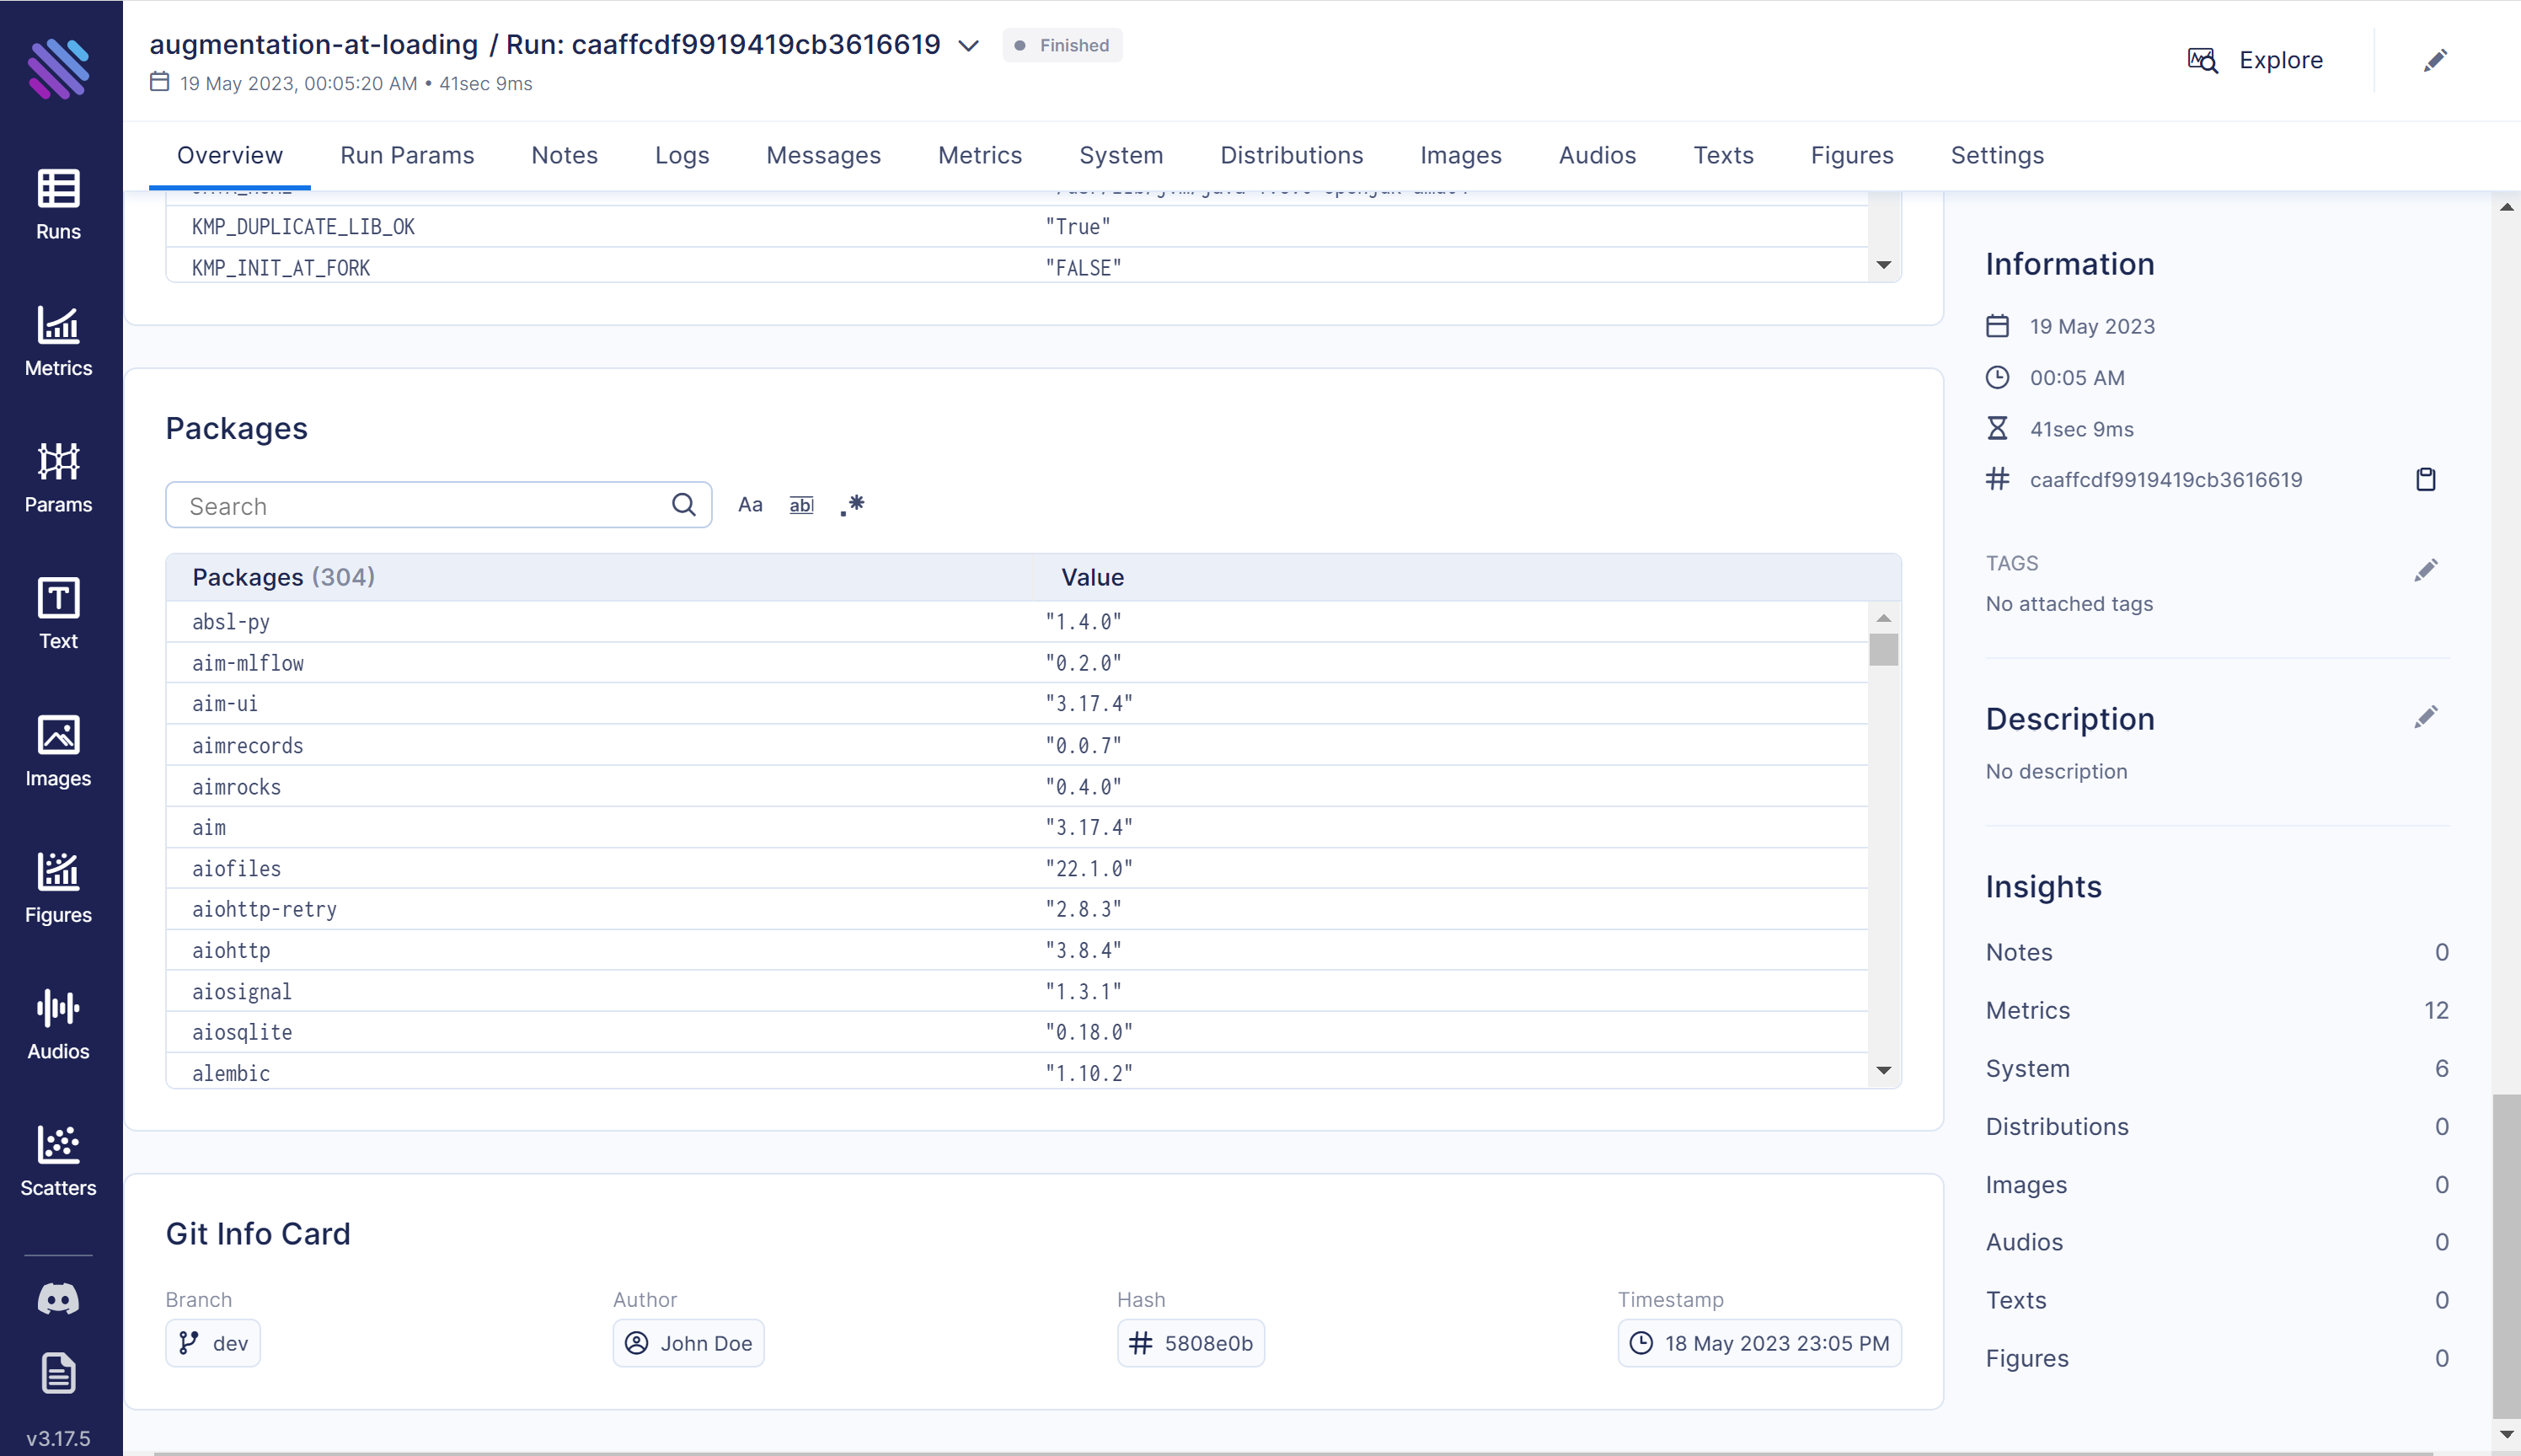 augmentation-at-loading / Run: caaffcdf9919419cb3616619
Finished
19 May 2023, 00:05:20 AM • 41sec 9ms
Explore
Overview
Run Params
Notes
Logs
Messages
Metrics
System
Distributions
Images
Audios
Texts
Figures
Settings
Runs
Metrics
Params
Text
Images
Figures
Audios
Scatters
v3.17.5
KMP_DUPLICATE_LIB_OK "True"
KMP_INIT_AT_FORK "FALSE"
Packages
Search
Aa
abl
.*
Packages (304) Value
absl-py "1.4.0"
aim-mlflow "0.2.0"
aim-ui "3.17.4"
aimrecords "0.0.7"
aimrocks "0.4.0"
aim "3.17.4"
aiofiles "22.1.0"
aiohttp-retry "2.8.3"
aiohttp "3.8.4"
aiosignal "1.3.1"
aiosqlite "0.18.0"
alembic "1.10.2"
Git Info Card
Branch
dev
Author
John Doe
Hash
5808e0b
Timestamp
18 May 2023 23:05 PM
Information
19 May 2023
00:05 AM
41sec 9ms
caaffcdf9919419cb3616619
TAGS
No attached tags
Description
No description
Insights
Notes 0
Metrics 12
System 6
Distributions 0
Images 0
Audios 0
Texts 0
Figures 0